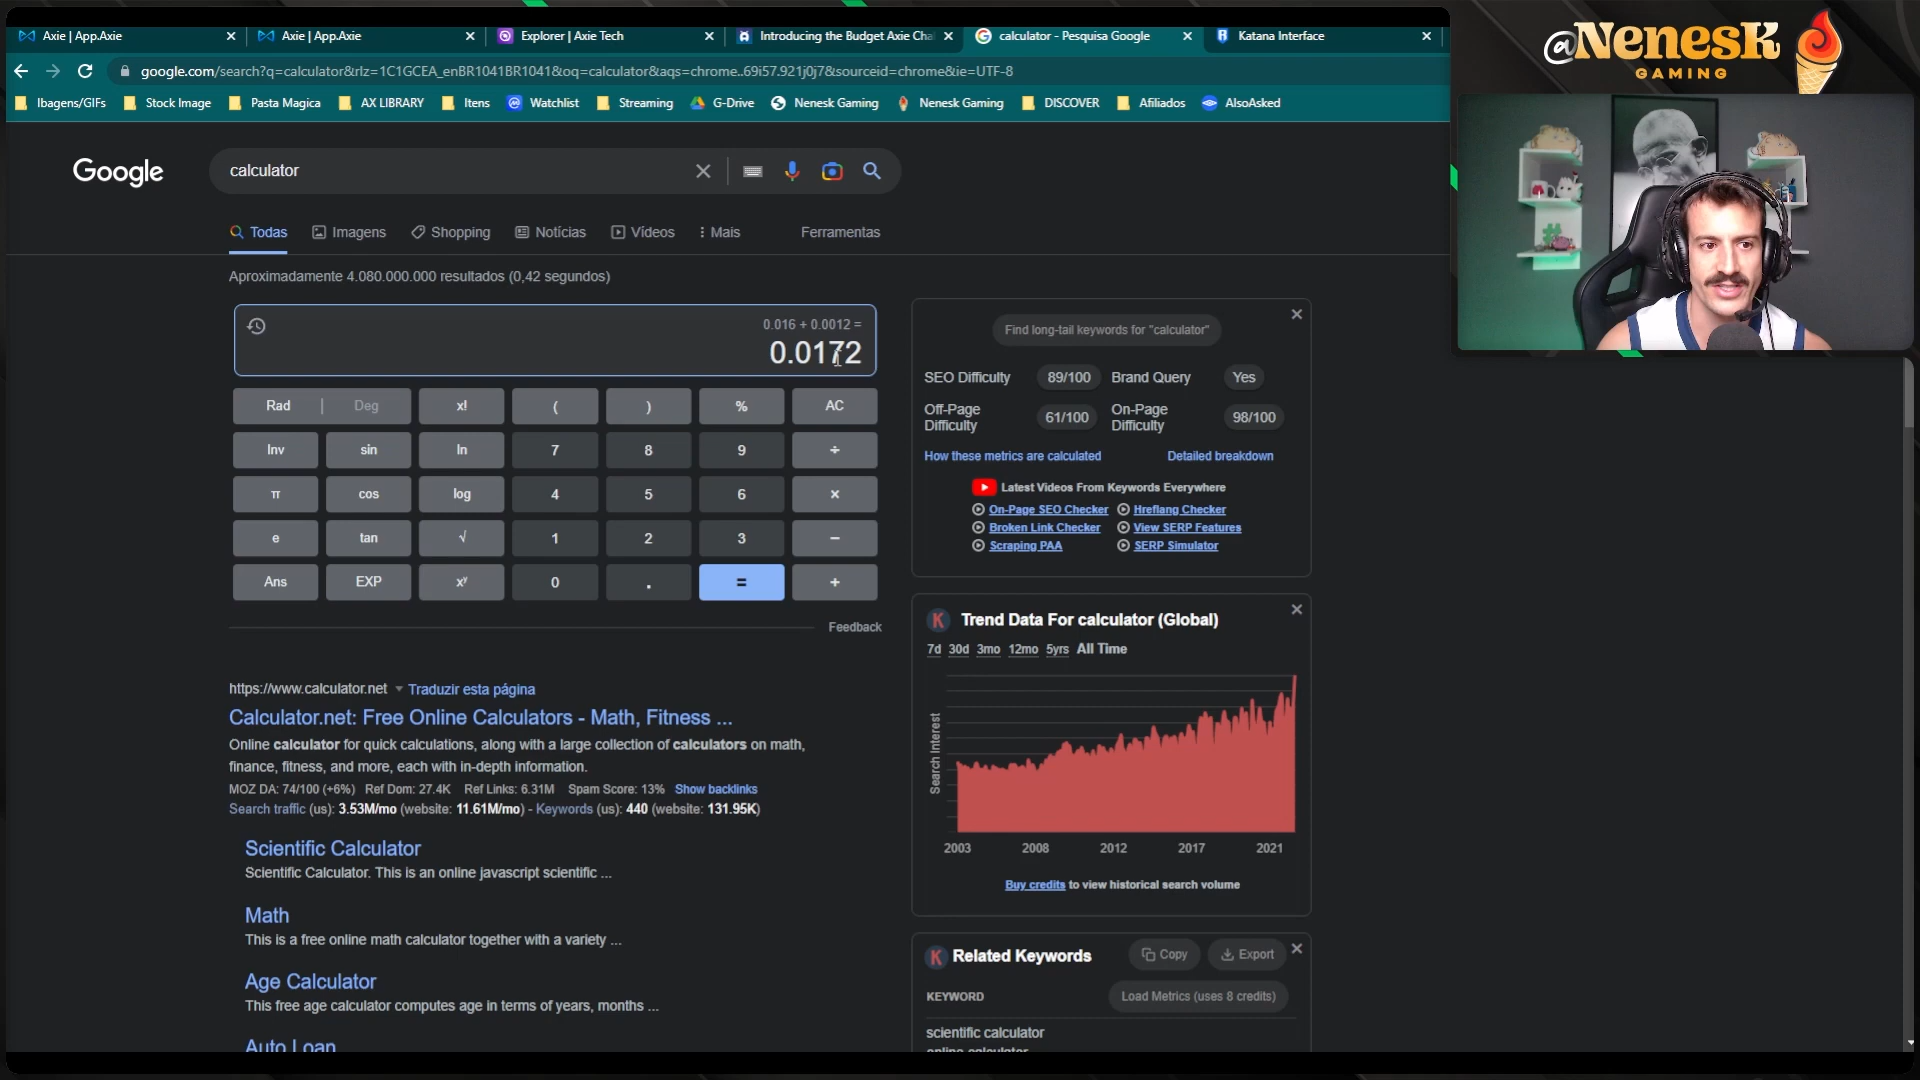 Axie | App.Axie
Axie | App.Axie
Explorer | Axie Tech
Introducing the Budget Axie Cha
calculator - Pesquisa Google
Katana Interface
google.com/search?q=calculator&rlz=1C1GCEA_enBR1041BR1041&oq=calculator&aqs=chrome..69i57.921j0j7&sourceid=chrome&ie=UTF-8
Ibagens/GIFs
Stock Image
Pasta Magica
AX LIBRARY
Itens
Watchlist
Streaming
G-Drive
Nenesk Gaming
Nenesk Gaming
DISCOVER
Afiliados
AlsoAsked
@NenesK
GAMING
Google
calculator
Todas
Imagens
Shopping
Notícias
Vídeos
Mais
Ferramentas
Aproximadamente 4.080.000.000 resultados (0,42 segundos)
0.016 + 0.0012 =
0.0172
Rad | Deg x! ( ) % AC
Inv sin ln 7 8 9 ÷
π cos log 4 5 6 ×
e tan √ 1 2 3 −
Ans EXP xʸ 0 . = +
Feedback
https://www.calculator.net
Traduzir esta página
Calculator.net: Free Online Calculators - Math, Fitness ...
Online calculator for quick calculations, along with a large collection of calculators on math,
finance, fitness, and more, each with in-depth information.
MOZ DA: 74/100 (+6%) Ref Dom: 27.4K Ref Links: 6.31M Spam Score: 13% Show backlinks
Search traffic (us): 3.53M/mo (website: 11.61M/mo) - Keywords (us): 440 (website: 131.95K)
Scientific Calculator
Scientific Calculator. This is an online javascript scientific ...
Math
This is a free online math calculator together with a variety ...
Age Calculator
This free age calculator computes age in terms of years, months ...
Auto Loan
Find long-tail keywords for "calculator"
SEO Difficulty 89/100 Brand Query Yes
Off-Page Difficulty 61/100 On-Page Difficulty 98/100
How these metrics are calculated
Detailed breakdown
Latest Videos From Keywords Everywhere
On-Page SEO Checker
Hreflang Checker
Broken Link Checker
View SERP Features
Scraping PAA
SERP Simulator
K Trend Data For calculator (Global)
7d 30d 3mo 12mo 5yrs All Time
Search Interest
2003 2008 2012 2017 2021
Buy credits to view historical search volume
K Related Keywords
Copy
Export
KEYWORD
Load Metrics (uses 8 credits)
scientific calculator
online calculator